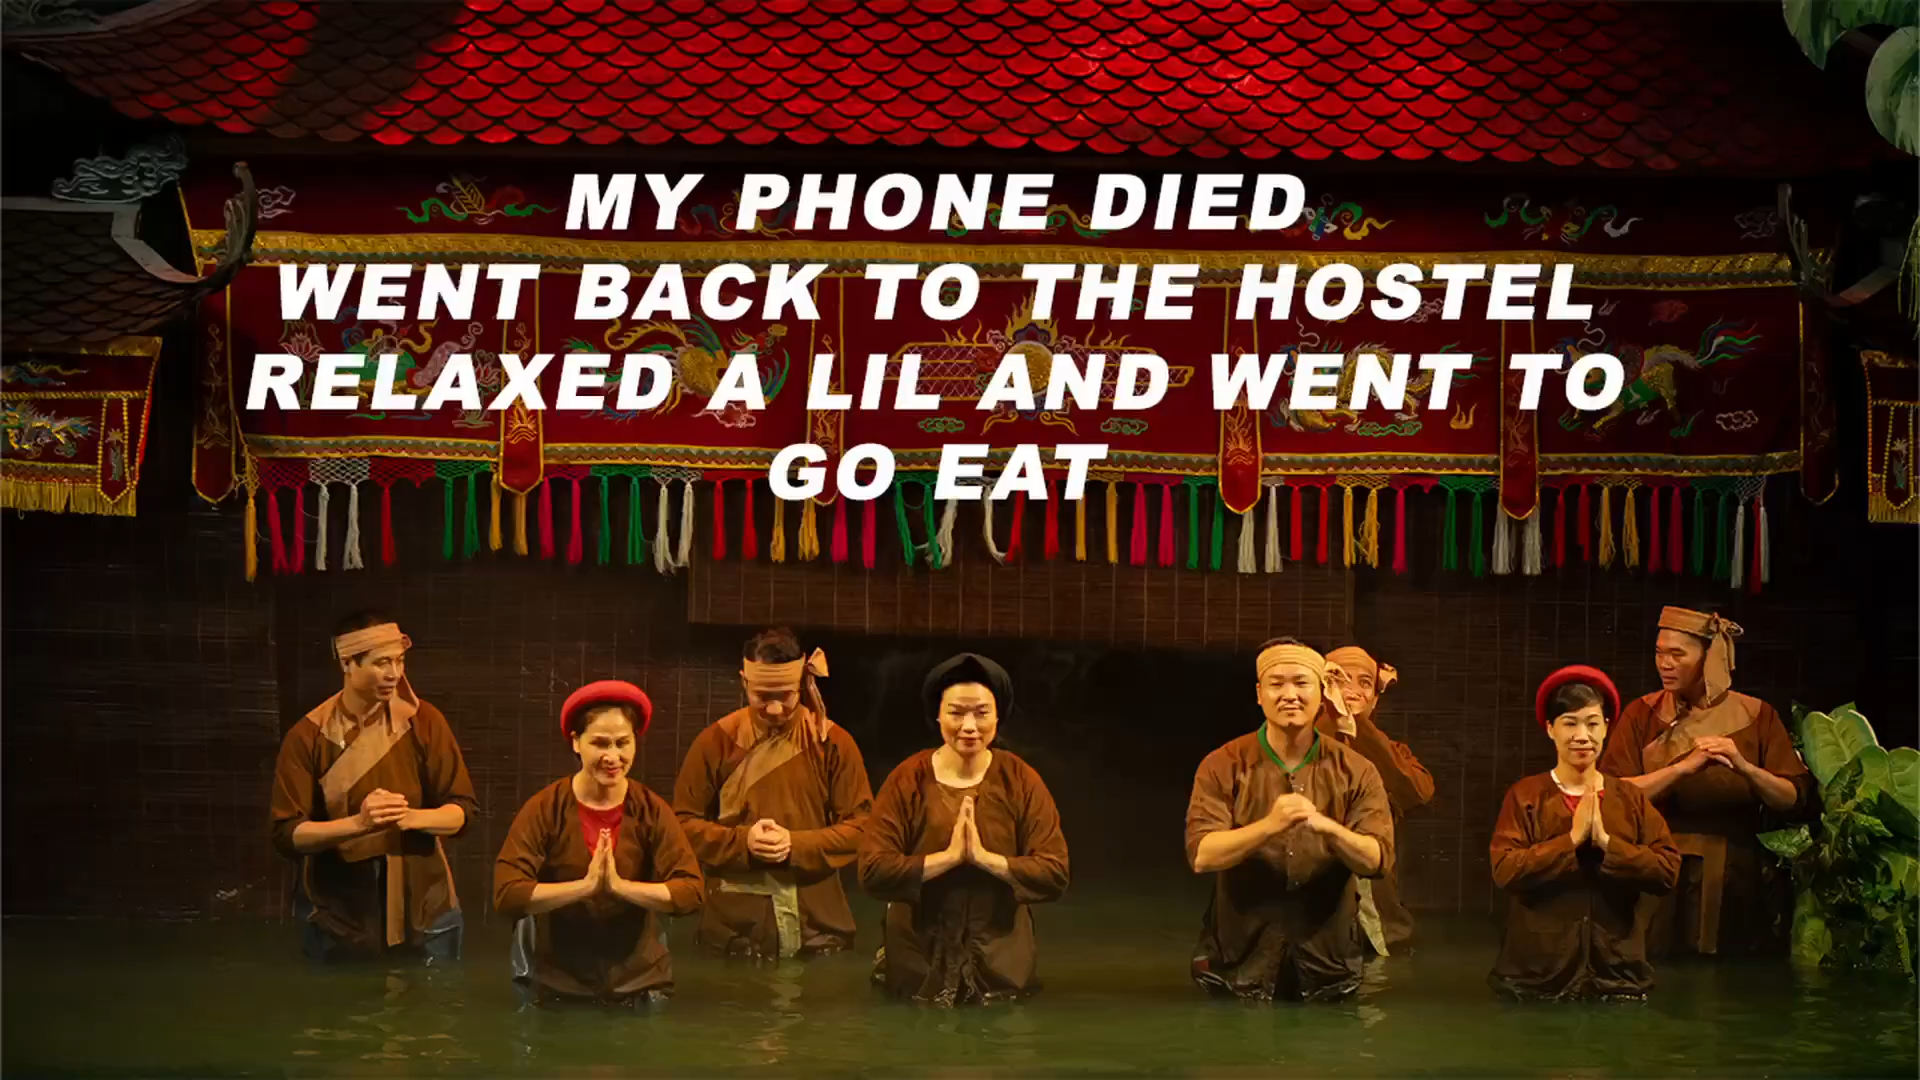 MY PHONE DIED
WENT BACK TO THE HOSTEL
RELAXED A LIL AND WENT TO
GO EAT